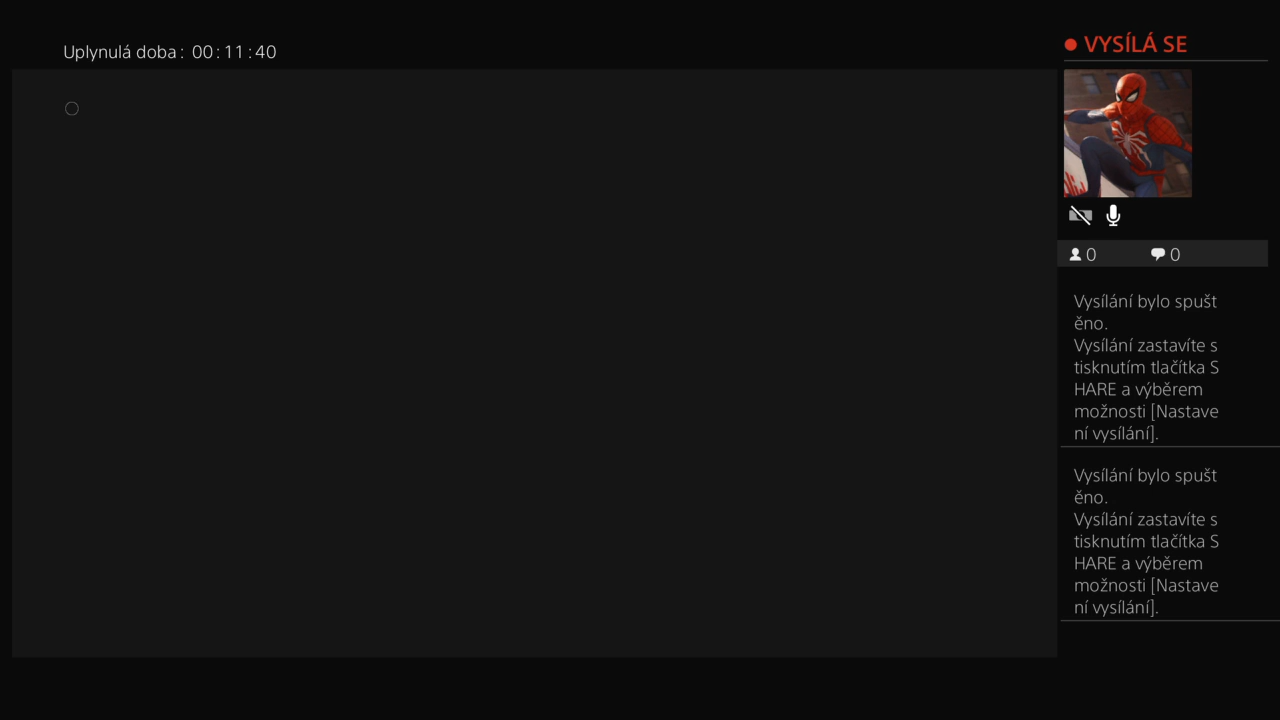 Uplynulá doba: 00:11:40
VYSÍLÁ SE
0 0
Vysílání bylo spušt
ěno.
Vysílání zastavíte s
tisknutím tlačítka S
HARE a výběrem
možnosti [Nastave
ní vysílání].
Vysílání bylo spušt
ěno.
Vysílání zastavíte s
tisknutím tlačítka S
HARE a výběrem
možnosti [Nastave
ní vysílání].